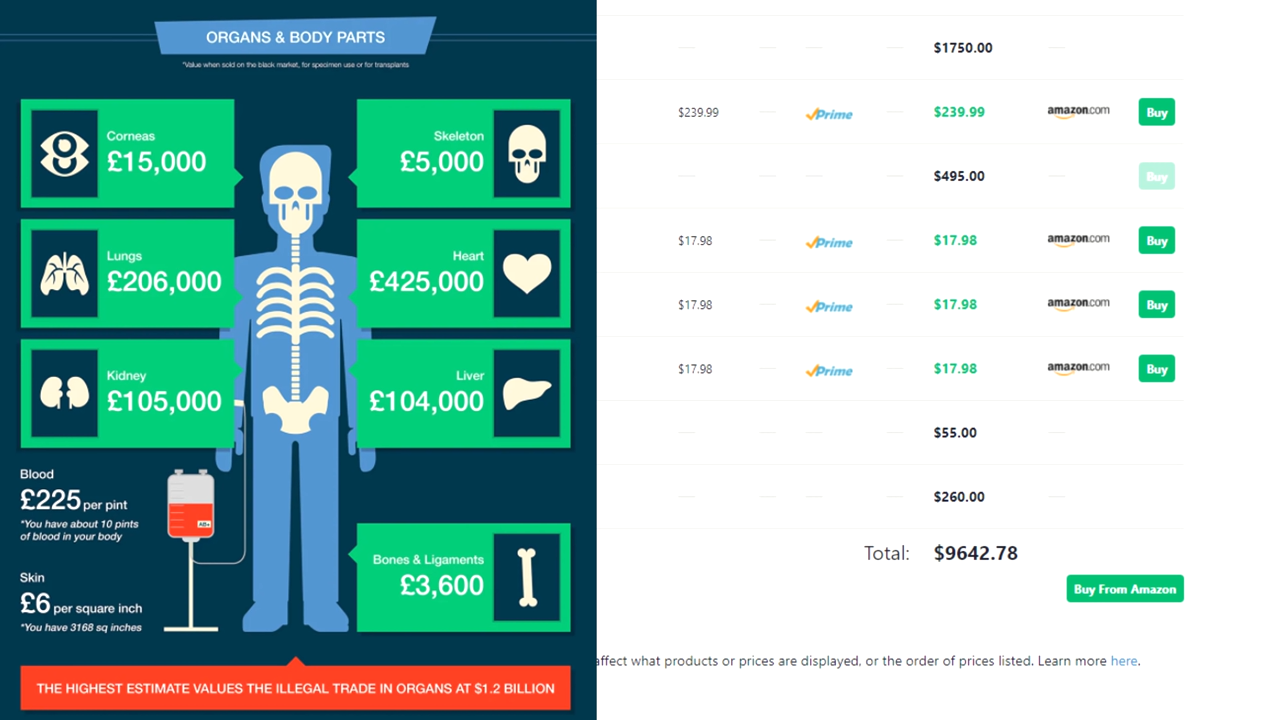 ORGANS & BODY PARTS
*Value when sold on the black market, for specimen use or for transplants
Corneas
£15,000
Skeleton
£5,000
Lungs
£206,000
Heart
£425,000
Kidney
£105,000
Liver
£104,000
Blood
£225 per pint
*You have about 10 pints
of blood in your body
AB+
Skin
£6 per square inch
*You have 3168 sq inches
Bones & Ligaments
£3,600
THE HIGHEST ESTIMATE VALUES THE ILLEGAL TRADE IN ORGANS AT $1.2 BILLION
$1750.00
$239.99 Prime $239.99 amazon.com Buy
$495.00 Buy
$17.98 Prime $17.98 amazon.com Buy
$17.98 Prime $17.98 amazon.com Buy
$17.98 Prime $17.98 amazon.com Buy
$55.00
$260.00
Total: $9642.78
Buy From Amazon
affect what products or prices are displayed, or the order of prices listed. Learn more here.